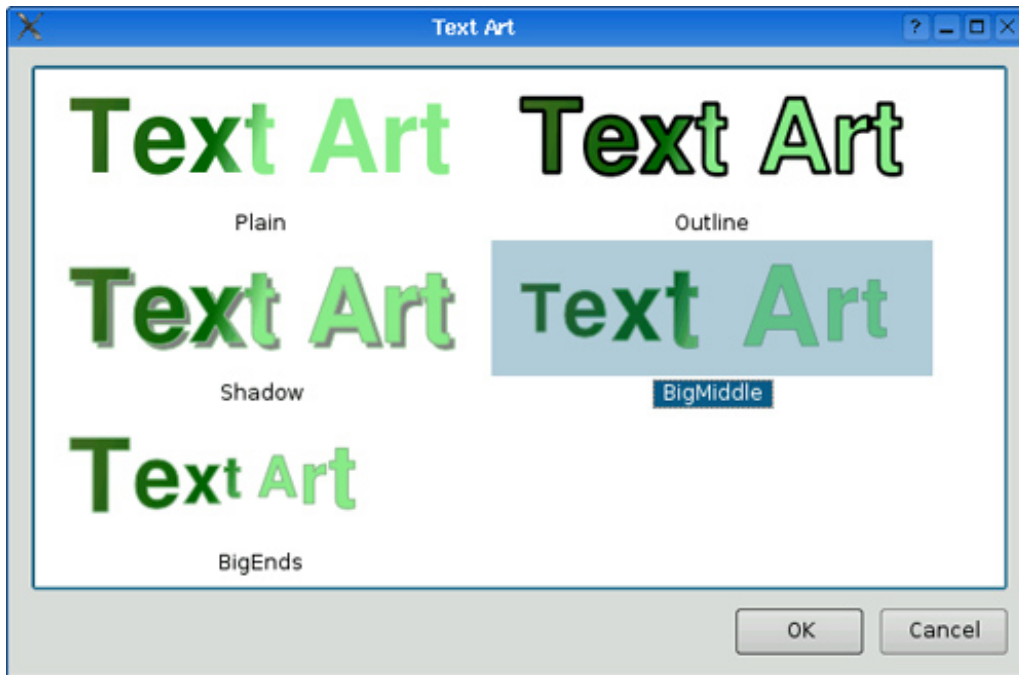 Text Art
?
Text Art Text Art
Plain Outline
Text Art Text Art
Shadow BigMiddle
Text Art
BigEnds
OK Cancel